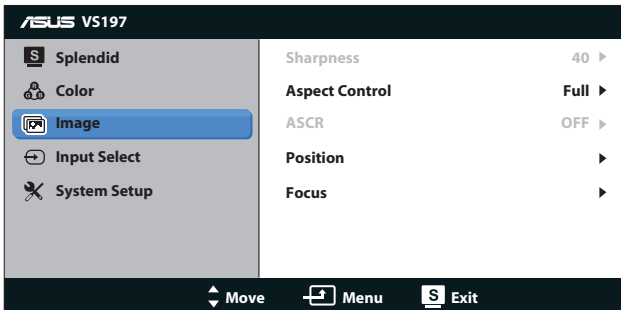 ASUS VS197
S Splendid
Color
Image
Input Select
System Setup
Sharpness 40
Aspect Control Full
ASCR OFF
Position
Focus
Move Menu S Exit